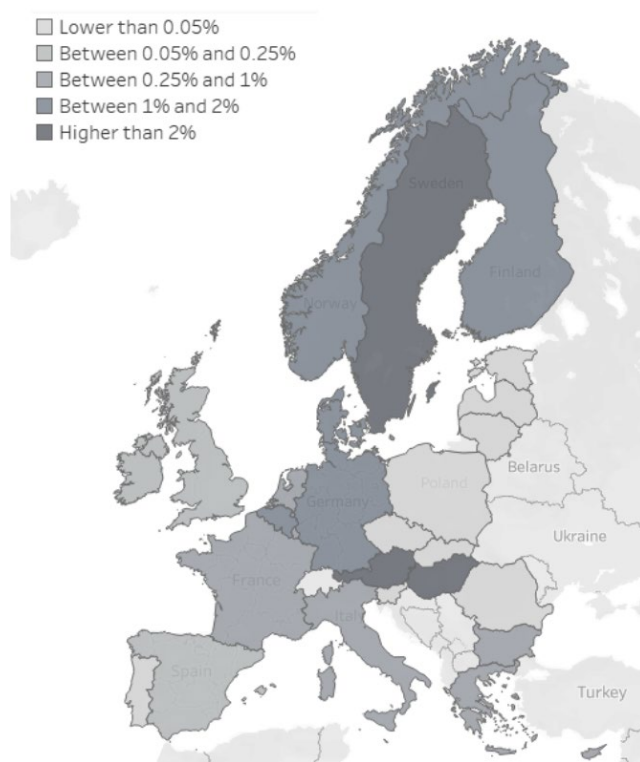 Lower than 0.05%
Between 0.05% and 0.25%
Between 0.25% and 1%
Between 1% and 2%
Higher than 2%
Sweden
Finland
Norway
Belarus
Poland
Germany
Ukraine
France
Italy
Spain
Turkey